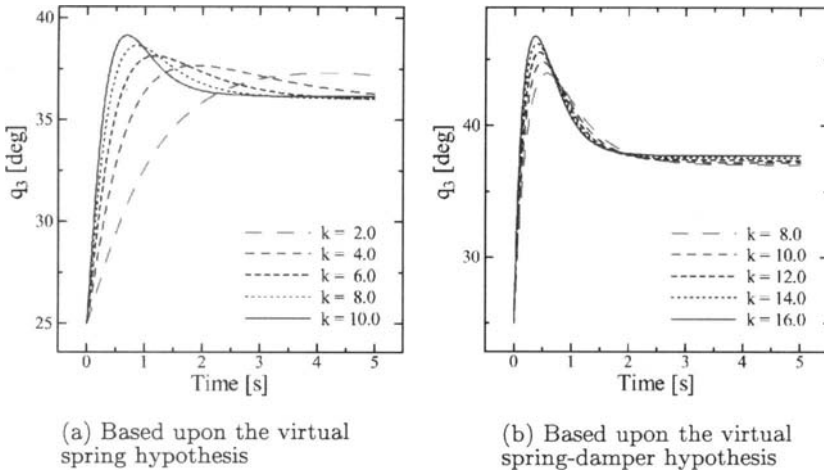 40
35
30
25
q3 [deg]
0 1 2 3 4 5
Time [s]
k = 2.0
k = 4.0
k = 6.0
k = 8.0
k = 10.0
(a) Based upon the virtual
spring hypothesis
40
30
q3 [deg]
0 1 2 3 4 5
Time [s]
k = 8.0
k = 10.0
k = 12.0
k = 14.0
k = 16.0
(b) Based upon the virtual
spring-damper hypothesis